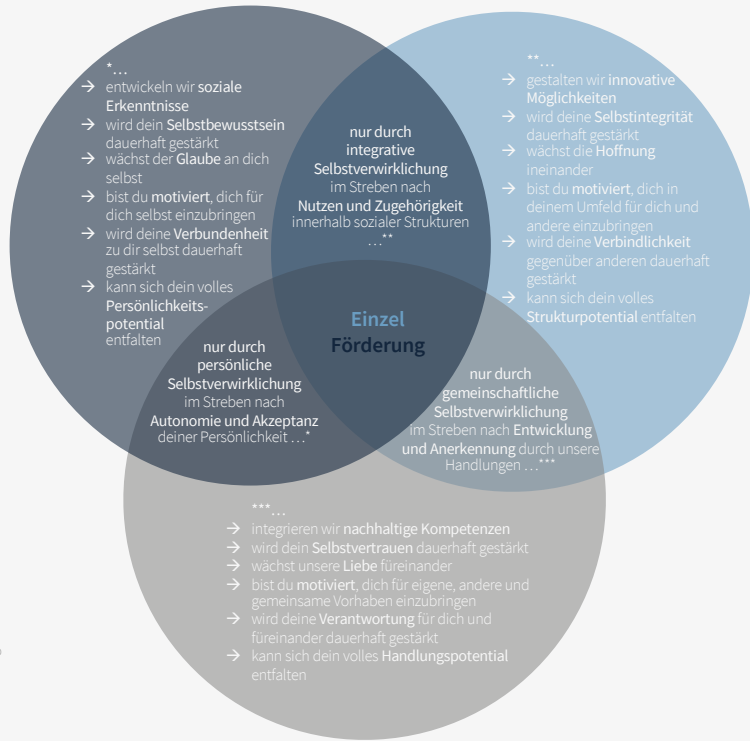 *...
→ entwickeln wir soziale
Erkenntnisse
→ wird dein Selbstbewusstsein
dauerhaft gestärkt
→ wächst der Glaube an dich
selbst
→ bist du motiviert, dich für
dich selbst einzubringen
→ wird deine Verbundenheit
zu dir selbst dauerhaft
gestärkt
→ kann sich dein volles
Persönlichkeits-
potential
entfalten
nur durch
integrative
Selbstverwirklichung
im Streben nach
Nutzen und Zugehörigkeit
innerhalb sozialer Strukturen
...**
**...
→ gestalten wir innovative
Möglichkeiten
→ wird deine Selbstintegrität
dauerhaft gestärkt
→ wächst die Hoffnung
ineinander
→ bist du motiviert, dich in
deinem Umfeld für dich und
andere einzubringen
→ wird deine Verbindlichkeit
gegenüber anderen dauerhaft
gestärkt
→ kann sich dein volles
Strukturpotential entfalten
Einzel
Förderung
nur durch
persönliche
Selbstverwirklichung
im Streben nach
Autonomie und Akzeptanz
deiner Persönlichkeit ...*
nur durch
gemeinschaftliche
Selbstverwirklichung
im Streben nach Entwicklung
und Anerkennung durch unsere
Handlungen ...***
***...
→ integrieren wir nachhaltige Kompetenzen
→ wird dein Selbstvertrauen dauerhaft gestärkt
→ wächst unsere Liebe füreinander
→ bist du motiviert, dich für eigene, andere und
gemeinsame Vorhaben einzubringen
→ wird deine Verantwortung für dich und
füreinander dauerhaft gestärkt
→ kann sich dein volles Handlungspotential
entfalten